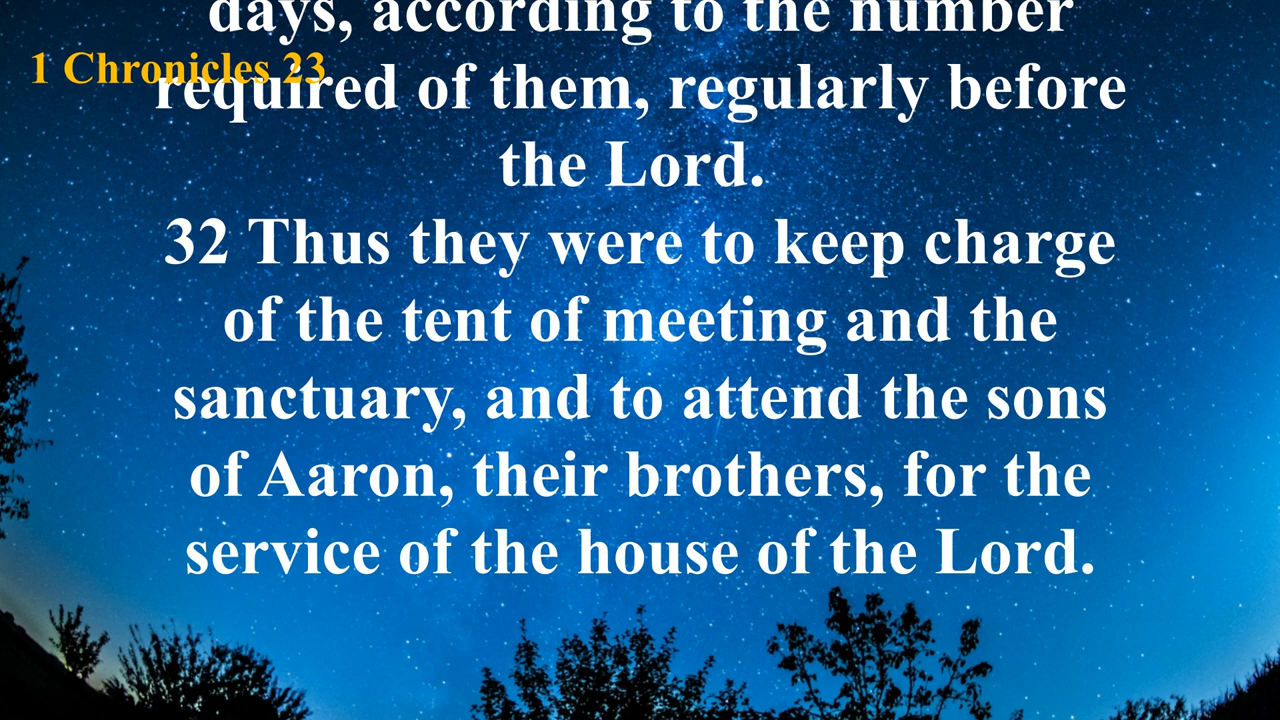 days, according to the number
1 Chronicles 23
required of them, regularly before
the Lord.
32 Thus they were to keep charge
of the tent of meeting and the
sanctuary, and to attend the sons
of Aaron, their brothers, for the
service of the house of the Lord.